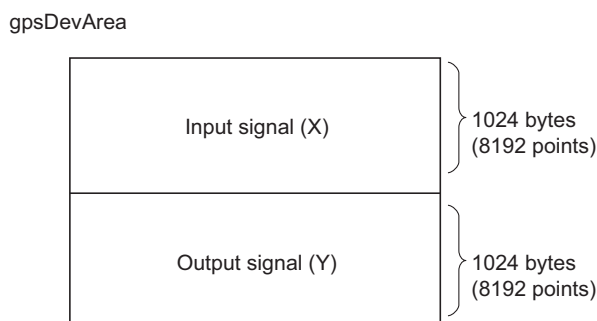 gpsDevArea
Input signal (X)
1024 bytes
(8192 points)
Output signal (Y)
1024 bytes
(8192 points)